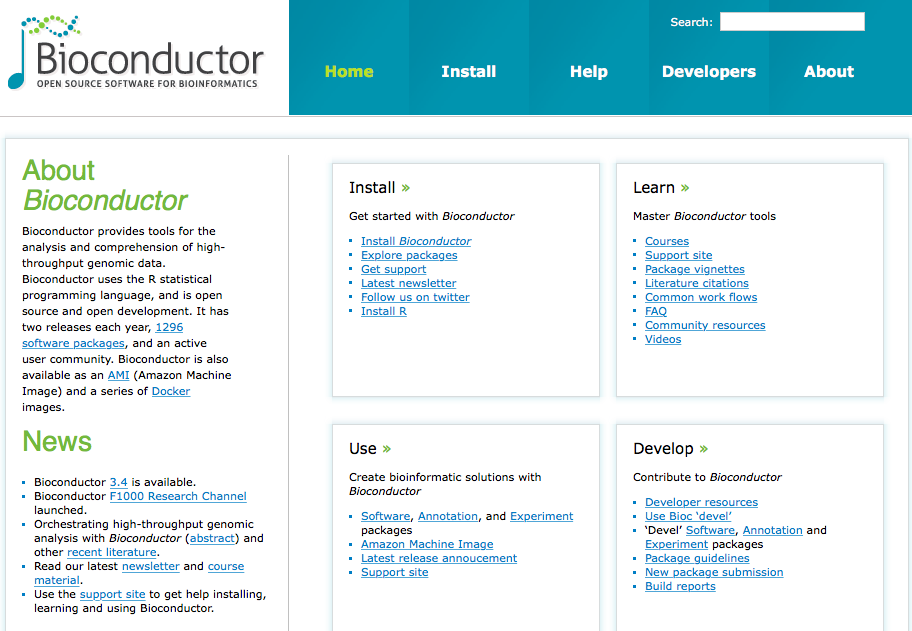 Bioconductor
OPEN SOURCE SOFTWARE FOR BIOINFORMATICS
Search:
Home
Install
Help
Developers
About
About
Bioconductor
Bioconductor provides tools for the
analysis and comprehension of high-
throughput genomic data.
Bioconductor uses the R statistical
programming language, and is open
source and open development. It has
two releases each year, 1296
software packages, and an active
user community. Bioconductor is also
available as an AMI (Amazon Machine
Image) and a series of Docker
images.
News
Bioconductor 3.4 is available.
Bioconductor F1000 Research Channel
launched.
Orchestrating high-throughput genomic
analysis with Bioconductor (abstract) and
other recent literature.
Read our latest newsletter and course
material.
Use the support site to get help installing,
learning and using Bioconductor.
Install »
Get started with Bioconductor
Install Bioconductor
Explore packages
Get support
Latest newsletter
Follow us on twitter
Install R
Learn »
Master Bioconductor tools
Courses
Support site
Package vignettes
Literature citations
Common work flows
FAQ
Community resources
Videos
Use »
Create bioinformatic solutions with
Bioconductor
Software, Annotation, and Experiment
packages
Amazon Machine Image
Latest release annoucement
Support site
Develop »
Contribute to Bioconductor
Developer resources
Use Bioc ‘devel’
‘Devel’ Software, Annotation and
Experiment packages
Package guidelines
New package submission
Build reports